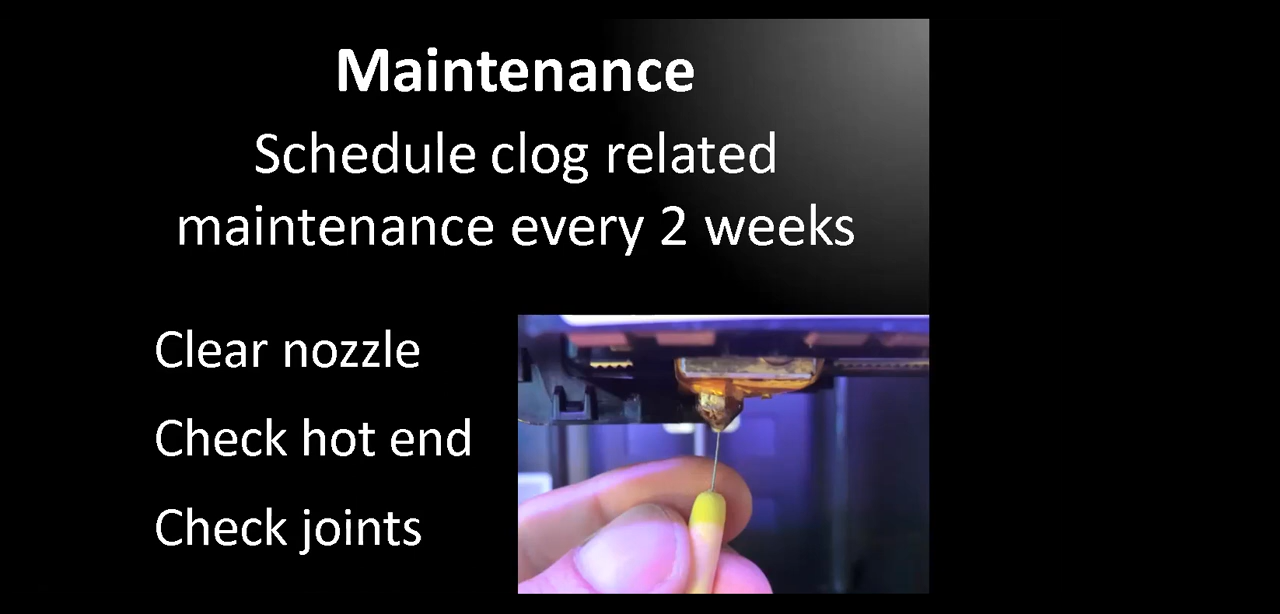 Maintenance
Schedule clog related
maintenance every 2 weeks
Clear nozzle
Check hot end
Check joints